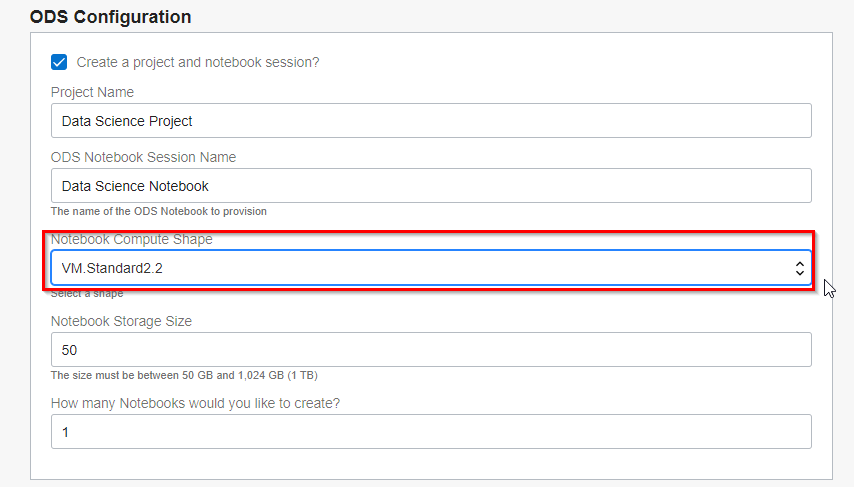 ODS Configuration
Create a project and notebook session?
Project Name
Data Science Project
ODS Notebook Session Name
Data Science Notebook
The name of the ODS Notebook to provision
Notebook Compute Shape
VM.Standard2.2
Select a shape
Notebook Storage Size
50
The size must be between 50 GB and 1,024 GB (1 TB)
How many Notebooks would you like to create?
1